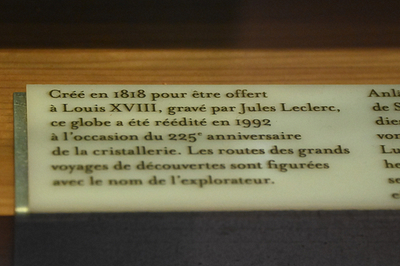 Créé en 1818 pour être offert
à Louis XVIII, gravé par Jules Leclerc,
ce globe a été réédité en 1992
à l'occasion du 225e anniversaire
de la cristallerie. Les routes des grands
voyages de découvertes sont figurées
avec le nom de l'explorateur.